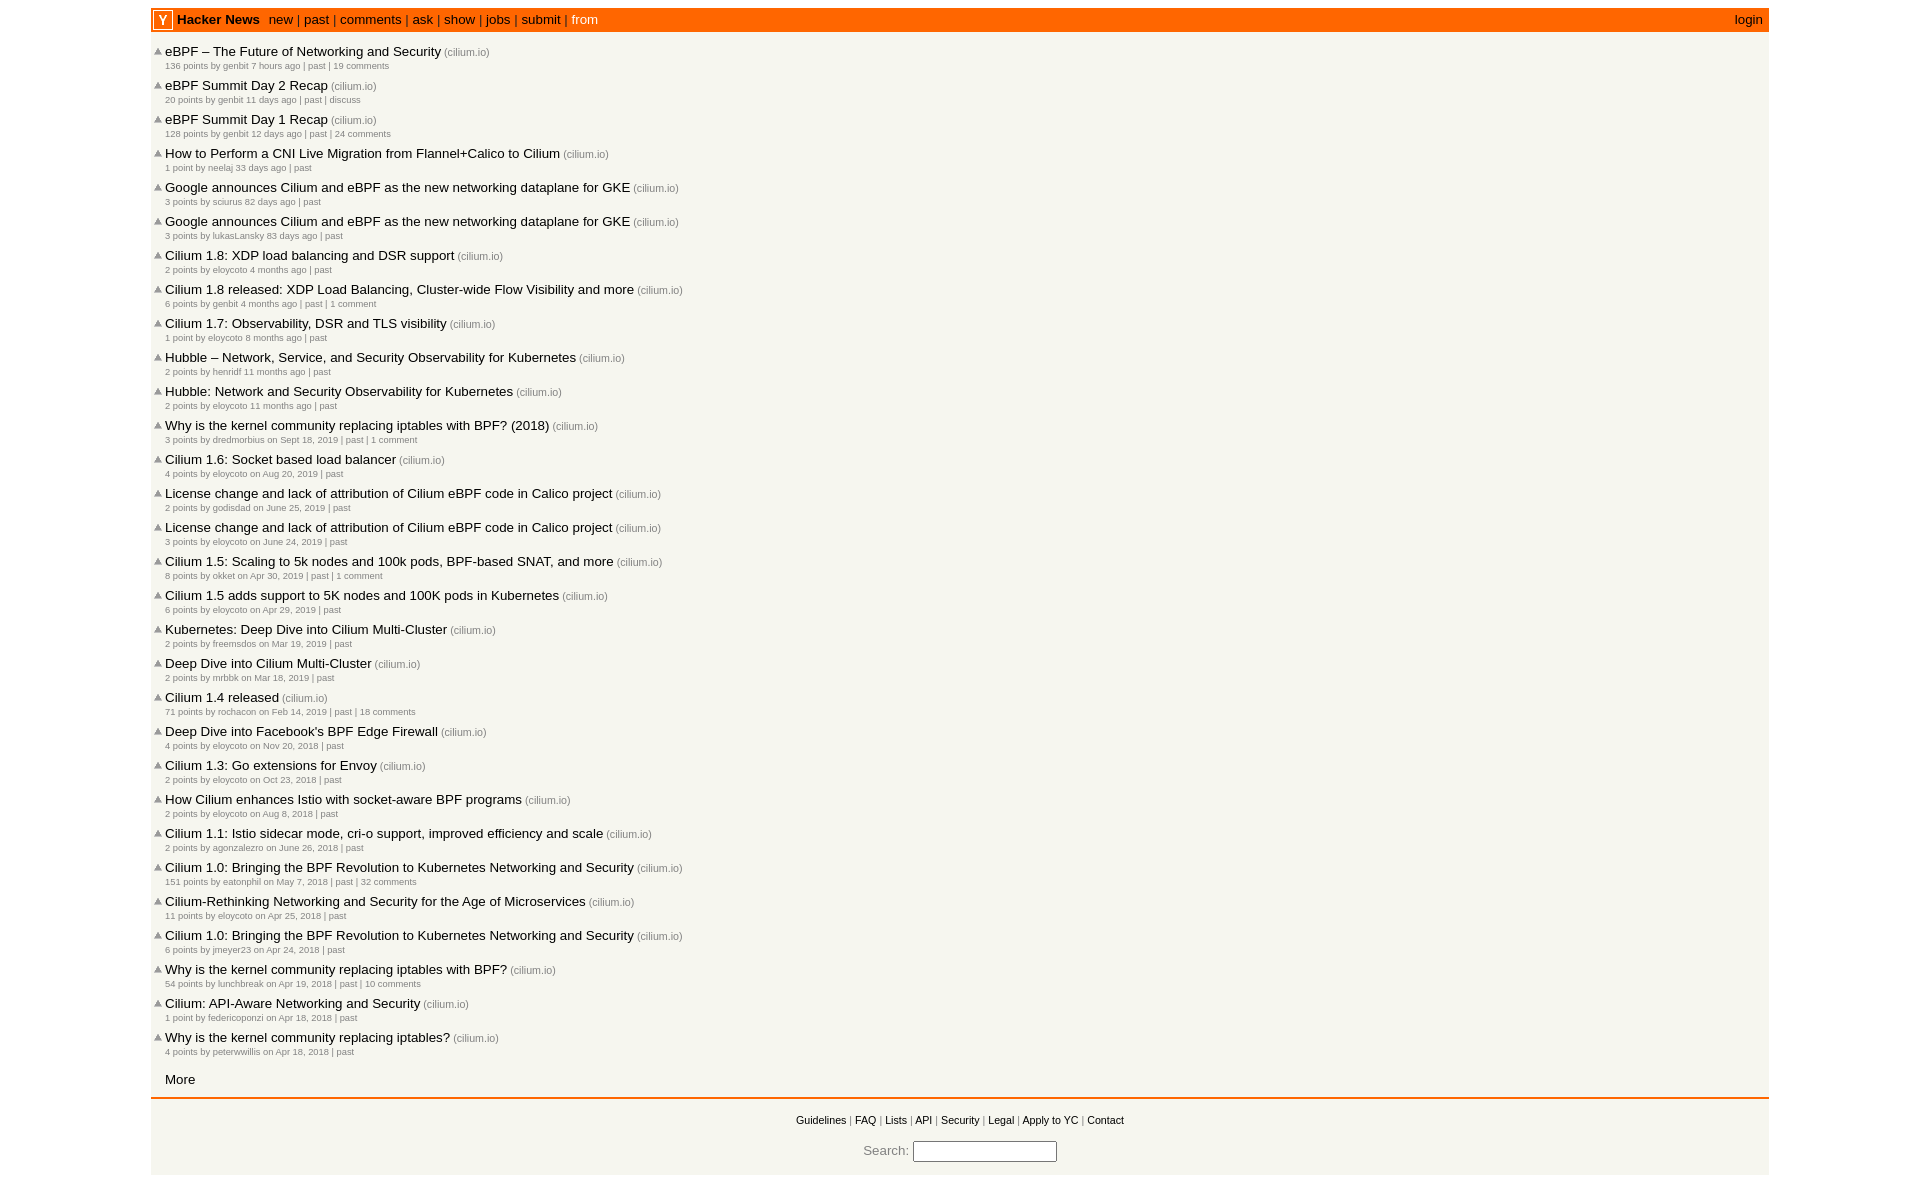 Y Hacker News new | past | comments | ask | show | jobs | submit | from login
eBPF – The Future of Networking and Security (cilium.io)
136 points by genbit 7 hours ago | past | 19 comments
eBPF Summit Day 2 Recap (cilium.io)
20 points by genbit 11 days ago | past | discuss
eBPF Summit Day 1 Recap (cilium.io)
128 points by genbit 12 days ago | past | 24 comments
How to Perform a CNI Live Migration from Flannel+Calico to Cilium (cilium.io)
1 point by neelaj 33 days ago | past
Google announces Cilium and eBPF as the new networking dataplane for GKE (cilium.io)
3 points by sciurus 82 days ago | past
Google announces Cilium and eBPF as the new networking dataplane for GKE (cilium.io)
3 points by lukasLansky 83 days ago | past
Cilium 1.8: XDP load balancing and DSR support (cilium.io)
2 points by eloycoto 4 months ago | past
Cilium 1.8 released: XDP Load Balancing, Cluster-wide Flow Visibility and more (cilium.io)
6 points by genbit 4 months ago | past | 1 comment
Cilium 1.7: Observability, DSR and TLS visibility (cilium.io)
1 point by eloycoto 8 months ago | past
Hubble – Network, Service, and Security Observability for Kubernetes (cilium.io)
2 points by henridf 11 months ago | past
Hubble: Network and Security Observability for Kubernetes (cilium.io)
2 points by eloycoto 11 months ago | past
Why is the kernel community replacing iptables with BPF? (2018) (cilium.io)
3 points by dredmorbius on Sept 18, 2019 | past | 1 comment
Cilium 1.6: Socket based load balancer (cilium.io)
4 points by eloycoto on Aug 20, 2019 | past
License change and lack of attribution of Cilium eBPF code in Calico project (cilium.io)
2 points by godisdad on June 25, 2019 | past
License change and lack of attribution of Cilium eBPF code in Calico project (cilium.io)
3 points by eloycoto on June 24, 2019 | past
Cilium 1.5: Scaling to 5k nodes and 100k pods, BPF-based SNAT, and more (cilium.io)
8 points by okket on Apr 30, 2019 | past | 1 comment
Cilium 1.5 adds support to 5K nodes and 100K pods in Kubernetes (cilium.io)
6 points by eloycoto on Apr 29, 2019 | past
Kubernetes: Deep Dive into Cilium Multi-Cluster (cilium.io)
2 points by freemsdos on Mar 19, 2019 | past
Deep Dive into Cilium Multi-Cluster (cilium.io)
2 points by mrbbk on Mar 18, 2019 | past
Cilium 1.4 released (cilium.io)
71 points by rochacon on Feb 14, 2019 | past | 18 comments
Deep Dive into Facebook's BPF Edge Firewall (cilium.io)
4 points by eloycoto on Nov 20, 2018 | past
Cilium 1.3: Go extensions for Envoy (cilium.io)
2 points by eloycoto on Oct 23, 2018 | past
How Cilium enhances Istio with socket-aware BPF programs (cilium.io)
2 points by eloycoto on Aug 8, 2018 | past
Cilium 1.1: Istio sidecar mode, cri-o support, improved efficiency and scale (cilium.io)
2 points by agonzalezro on June 26, 2018 | past
Cilium 1.0: Bringing the BPF Revolution to Kubernetes Networking and Security (cilium.io)
151 points by eatonphil on May 7, 2018 | past | 32 comments
Cilium-Rethinking Networking and Security for the Age of Microservices (cilium.io)
11 points by eloycoto on Apr 25, 2018 | past
Cilium 1.0: Bringing the BPF Revolution to Kubernetes Networking and Security (cilium.io)
6 points by jmeyer23 on Apr 24, 2018 | past
Why is the kernel community replacing iptables with BPF? (cilium.io)
54 points by lunchbreak on Apr 19, 2018 | past | 10 comments
Cilium: API-Aware Networking and Security (cilium.io)
1 point by federicoponzi on Apr 18, 2018 | past
Why is the kernel community replacing iptables? (cilium.io)
4 points by peterwwillis on Apr 18, 2018 | past
More
Guidelines | FAQ | Lists | API | Security | Legal | Apply to YC | Contact
Search: